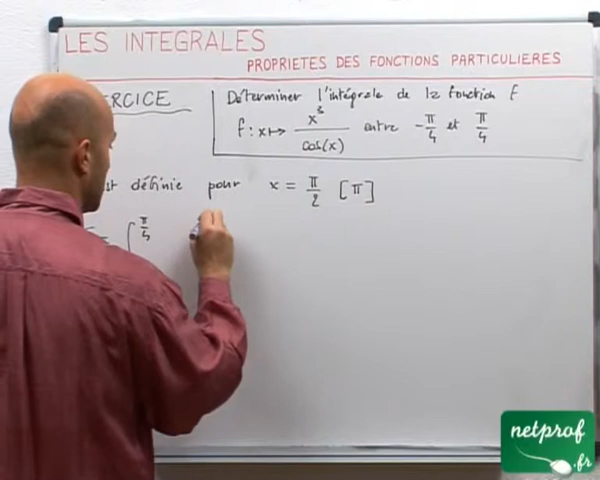 LES INTEGRALES
PROPRIETES DES FONCTIONS PARTICULIERES
ERCICE
Déterminer l'intégrale de la fonction f
f : x ↦ x³ / cos(x) entre -π/4 et π/4
st définie pour x = π/2 [π]
= ∫ π/4
netprof
.fr